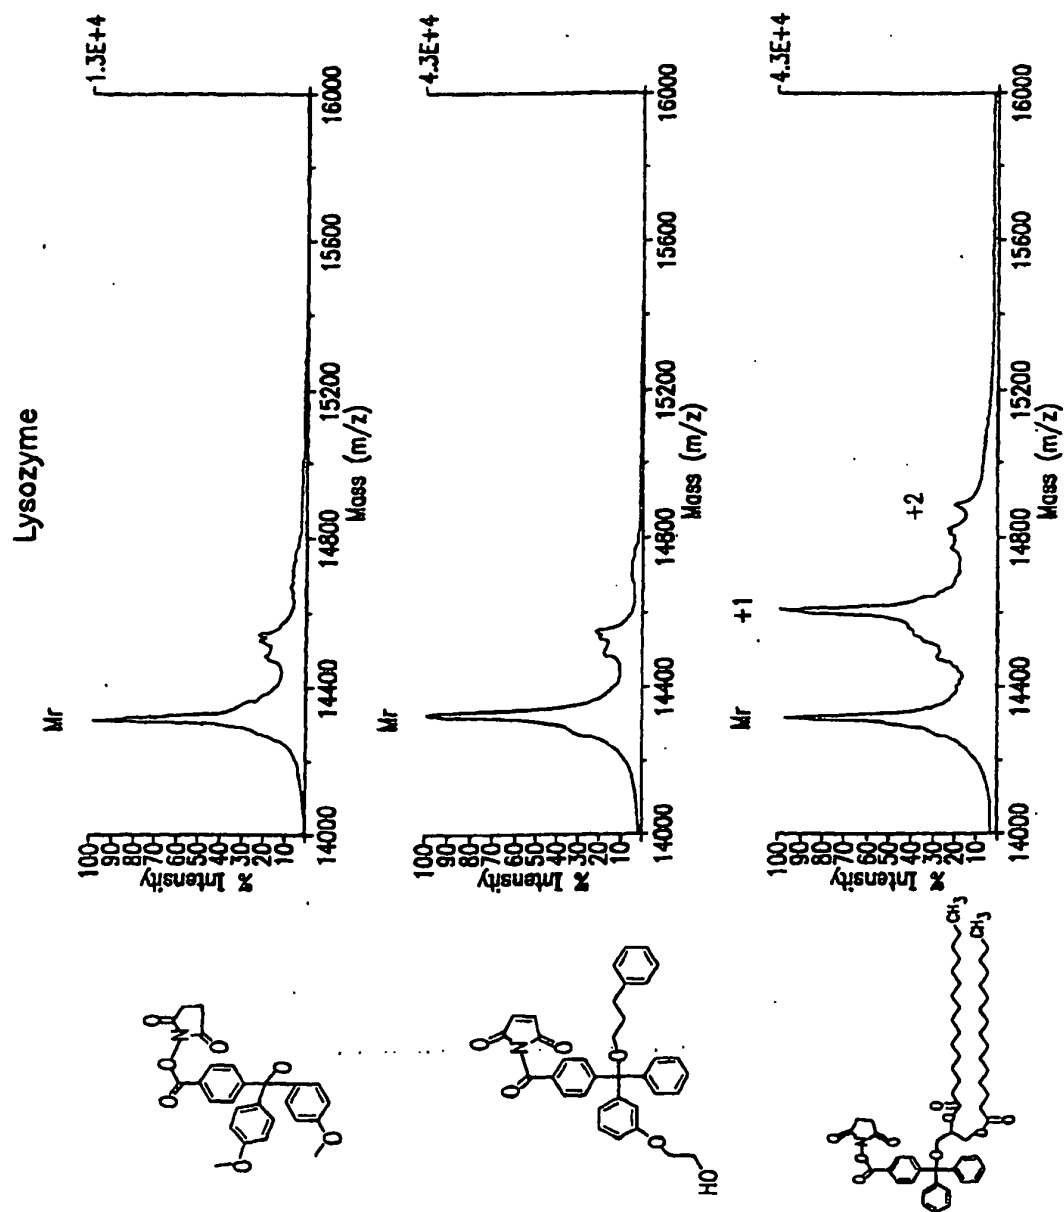 Lysozyme
O
N
O
O
O
O
O
O
100
90
80
70
60
50
40
30
20
10
% Intensity
Mr
1.3E+4
14000 14400 14800 15200 15600 16000
Mass (m/z)
O
N
O
O
O
O
HO
100
90
80
70
60
50
40
30
20
10
% Intensity
Mr
4.3E+4
14000 14400 14800 15200 15600 16000
Mass (m/z)
O
N
O
O
O
O
O
O
CH3
O
O
CH3
100
90
80
70
60
50
40
30
20
10
% Intensity
Mr
+1
+2
4.3E+4
14000 14400 14800 15200 15600 16000
Mass (m/z)